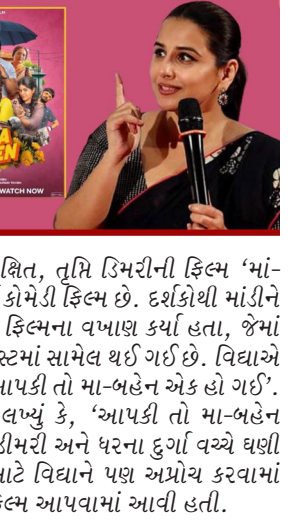 WATCH NOW
ક્ષિત, તૃપ્તિ ડિમરીની ફિલ્મ ‘માં-
કોમેડી ફિલ્મ છે. દર્શકોથી માંડીને
ફિલ્મના વખાણ કર્યા હતા, જેમાં
સ્ટમાં સામેલ થઈ ગઈ છે. વિદ્યાએ
આપકી તો મા-બહેન એક હો ગઈ’.
લખ્યું કે, ‘આપકી તો મા-બહેન
ડીમરી અને ધરના દુર્ગા વચ્ચે ઘણી
માટે વિદ્યાને પણ અપ્રોચ કરવામાં
ફિલ્મ આપવામાં આવી હતી.